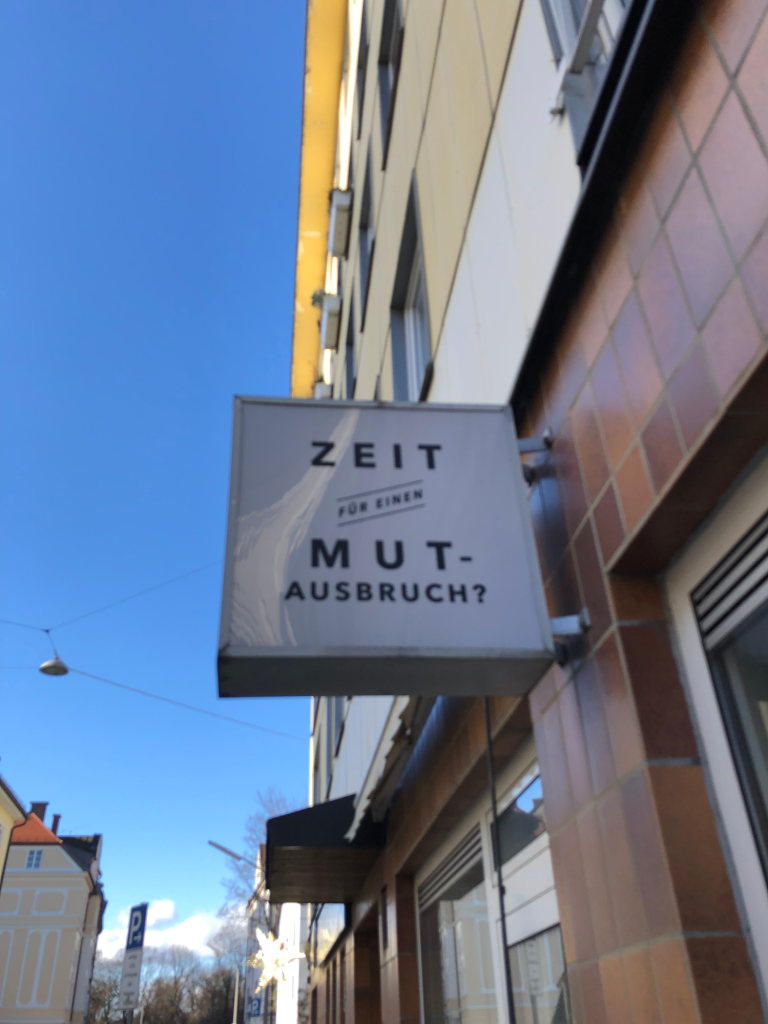 ZEIT
FÜR EINEN
MUT-
AUSBRUCH?
P
P